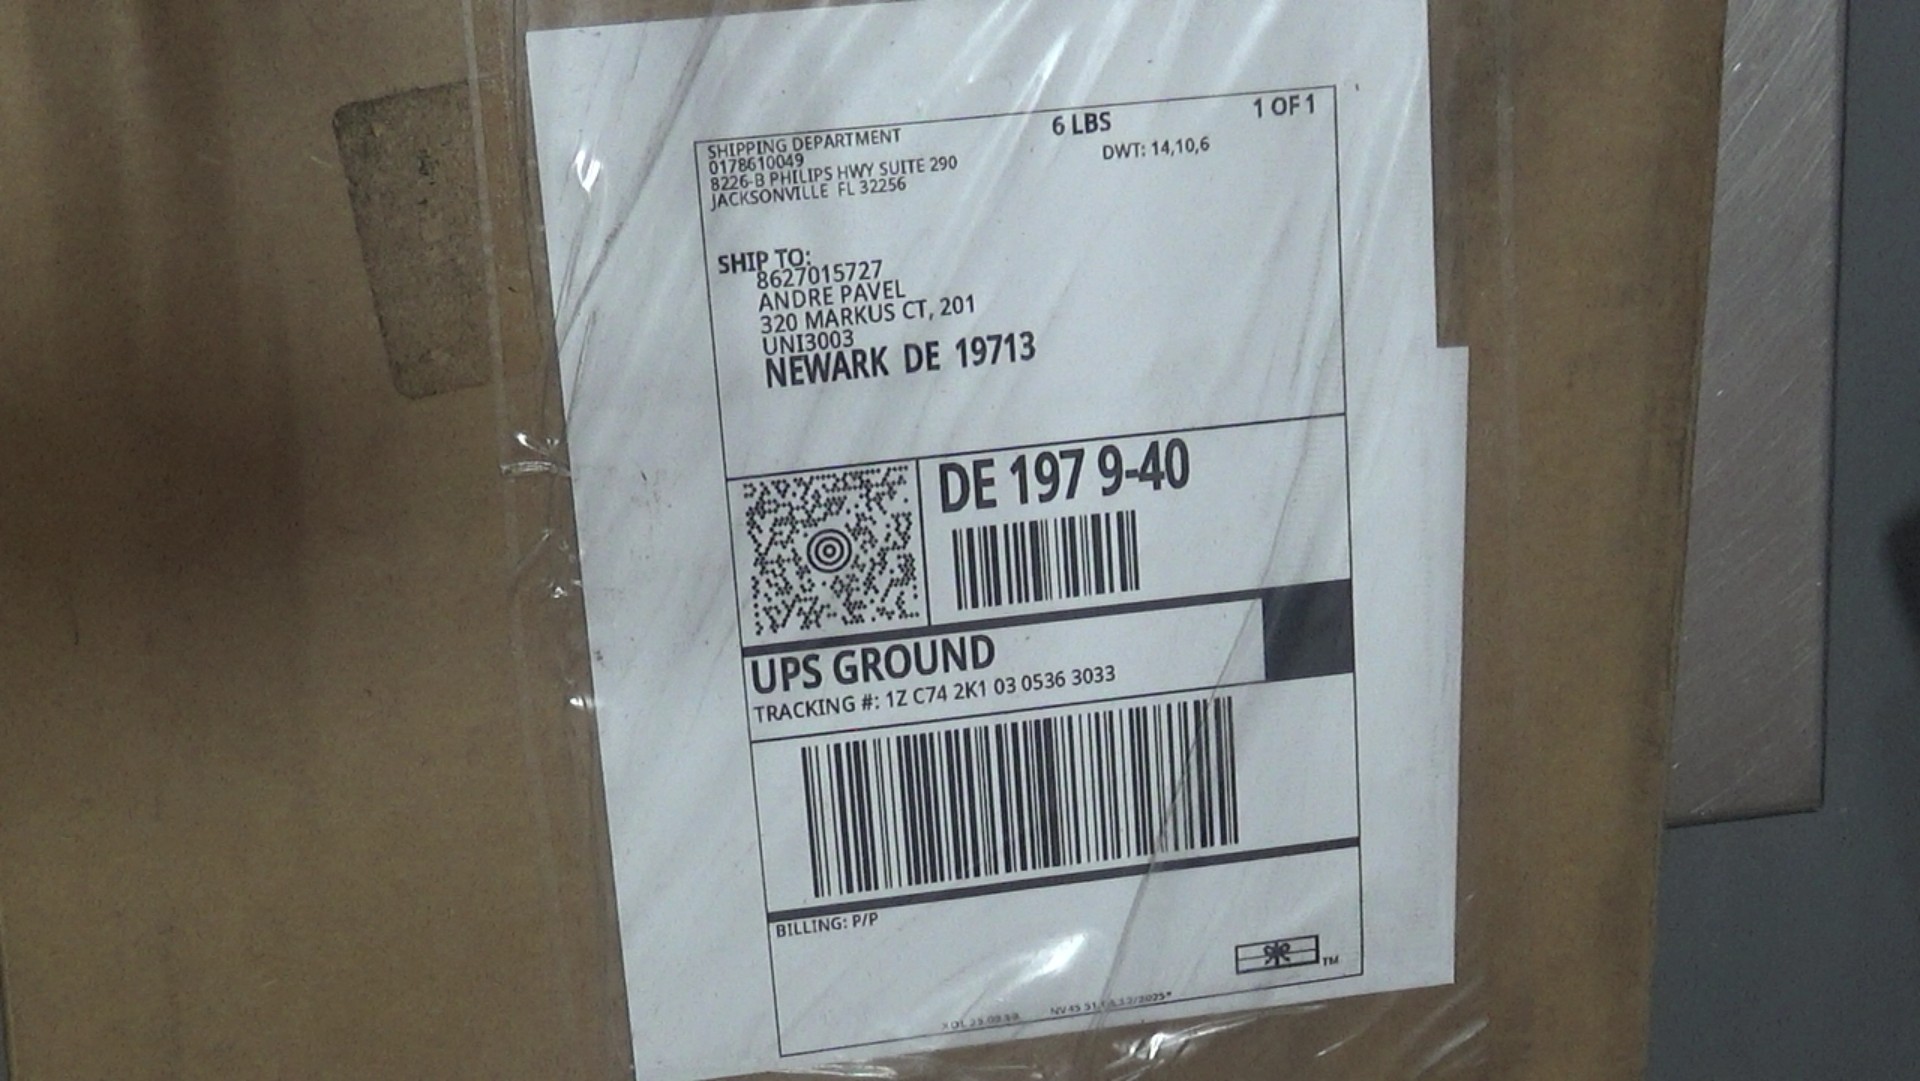 SHIPPING DEPARTMENT
0178610049
8226-B PHILIPS HWY SUITE 290
JACKSONVILLE FL 32256
6 LBS
1 OF 1
DWT: 14,10,6
SHIP TO:
8627015727
ANDRE PAVEL
320 MARKUS CT, 201
UNI3003
NEWARK DE 19713
DE 197 9-40
UPS GROUND
TRACKING #: 1Z C74 2K1 03 0536 3033
BILLING: P/P
TM